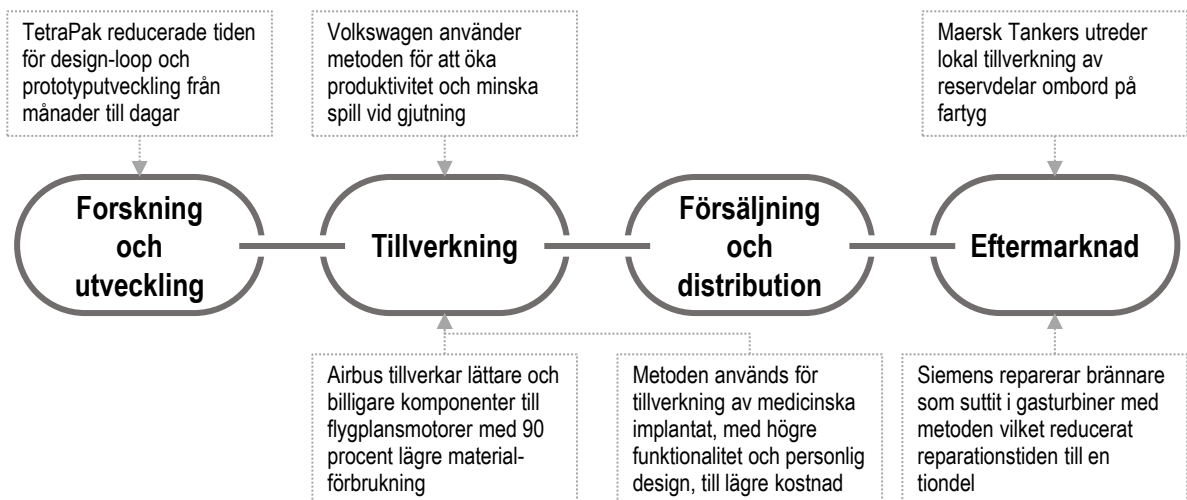 TetraPak reducerade tiden
för design-loop och
prototyputveckling från
månader till dagar
Volkswagen använder
metoden för att öka
produktivitet och minska
spill vid gjutning
Maersk Tankers utreder
lokal tillverkning av
reservdelar ombord på
fartyg
Forskning
och
utveckling
Tillverkning
Försäljning
och
distribution
Eftermarknad
Airbus tillverkar lättare och
billigare komponenter till
flygplansmotorer med 90
procent lägre material-
förbrukning
Metoden används för
tillverkning av medicinska
implantat, med högre
funktionalitet och personlig
design, till lägre kostnad
Siemens reparerar brännare
som suttit i gasturbiner med
metoden vilket reducerat
reparationstiden till en
tiondel